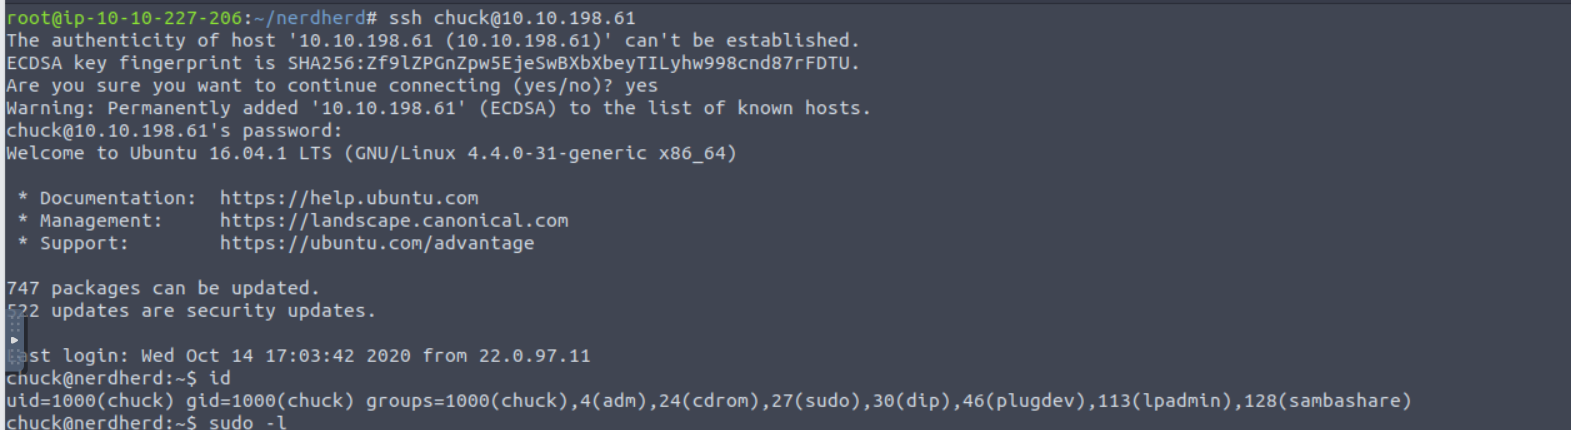 root@ip-10-10-227-206:~/nerdherd# ssh chuck@10.10.198.61
The authenticity of host '10.10.198.61 (10.10.198.61)' can't be established.
ECDSA key fingerprint is SHA256:Zf9lZPGnZpw5EjeSwBXbXbeyTILyhw998cnd87rFDTU.
Are you sure you want to continue connecting (yes/no)? yes
Warning: Permanently added '10.10.198.61' (ECDSA) to the list of known hosts.
chuck@10.10.198.61's password:
Welcome to Ubuntu 16.04.1 LTS (GNU/Linux 4.4.0-31-generic x86_64)
* Documentation:  https://help.ubuntu.com
* Management:     https://landscape.canonical.com
* Support:        https://ubuntu.com/advantage
747 packages can be updated.
522 updates are security updates.
Last login: Wed Oct 14 17:03:42 2020 from 22.0.97.11
chuck@nerdherd:~$ id
uid=1000(chuck) gid=1000(chuck) groups=1000(chuck),4(adm),24(cdrom),27(sudo),30(dip),46(plugdev),113(lpadmin),128(sambashare)
chuck@nerdherd:~$ sudo -l